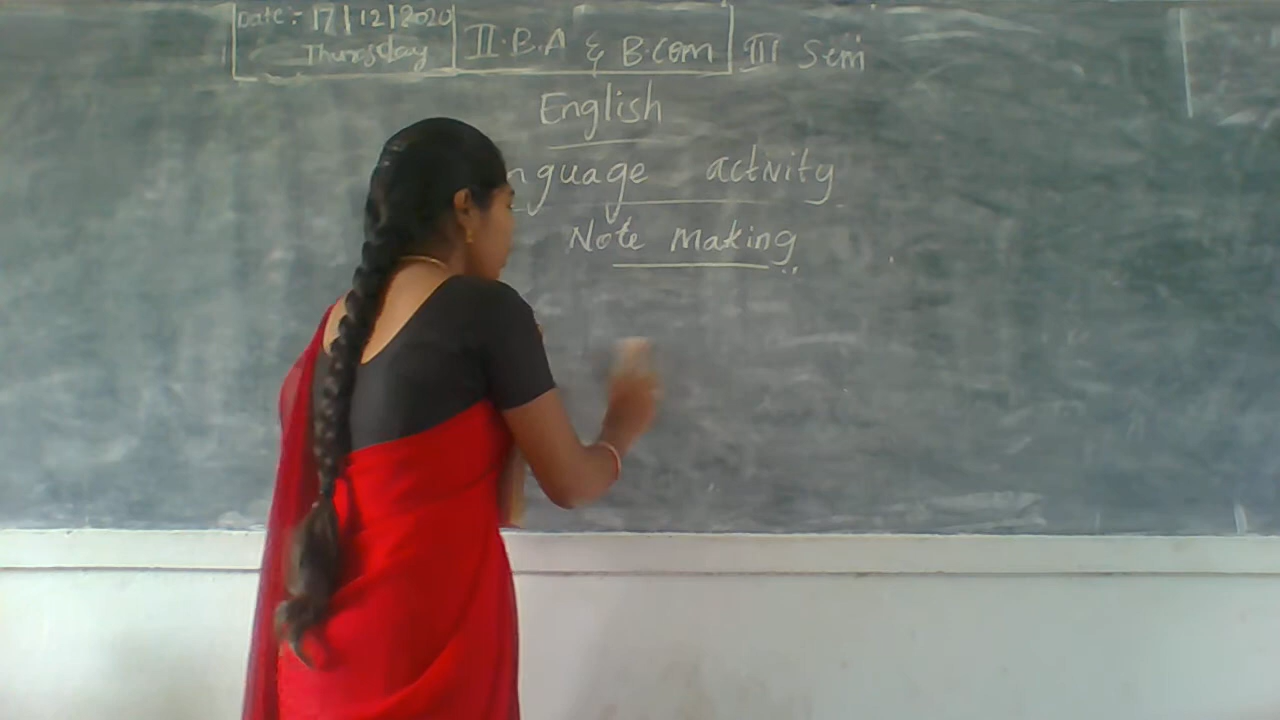 Date:- 17|12|2020
Thursday
II.B.A & B.Com III Sem
English
nguage activity
Note Making